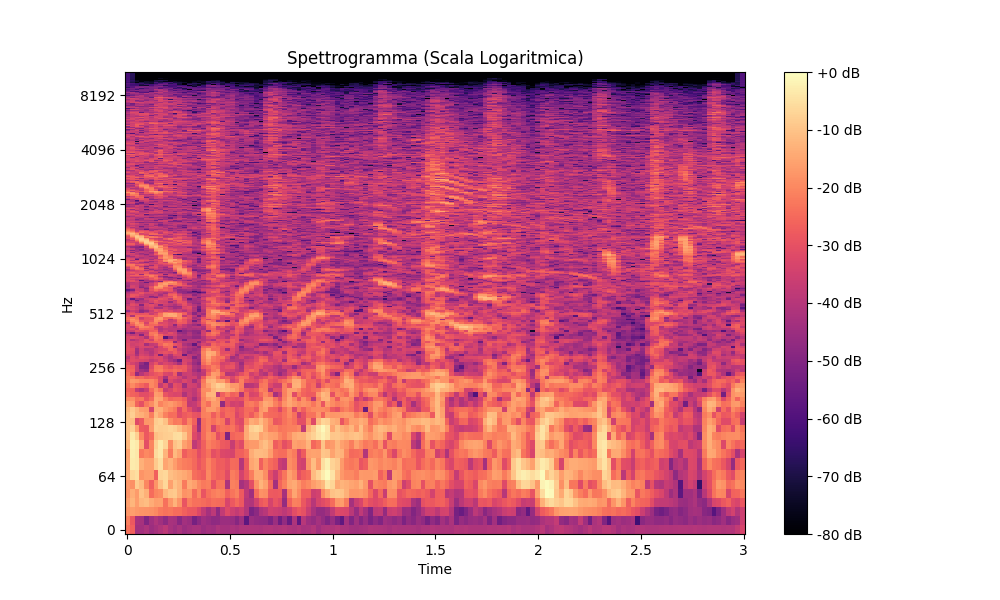 Spettrogramma (Scala Logaritmica)
Hz
8192
4096
2048
1024
512
256
128
64
0
0 0.5 1 1.5 2 2.5 3
Time
+0 dB
-10 dB
-20 dB
-30 dB
-40 dB
-50 dB
-60 dB
-70 dB
-80 dB